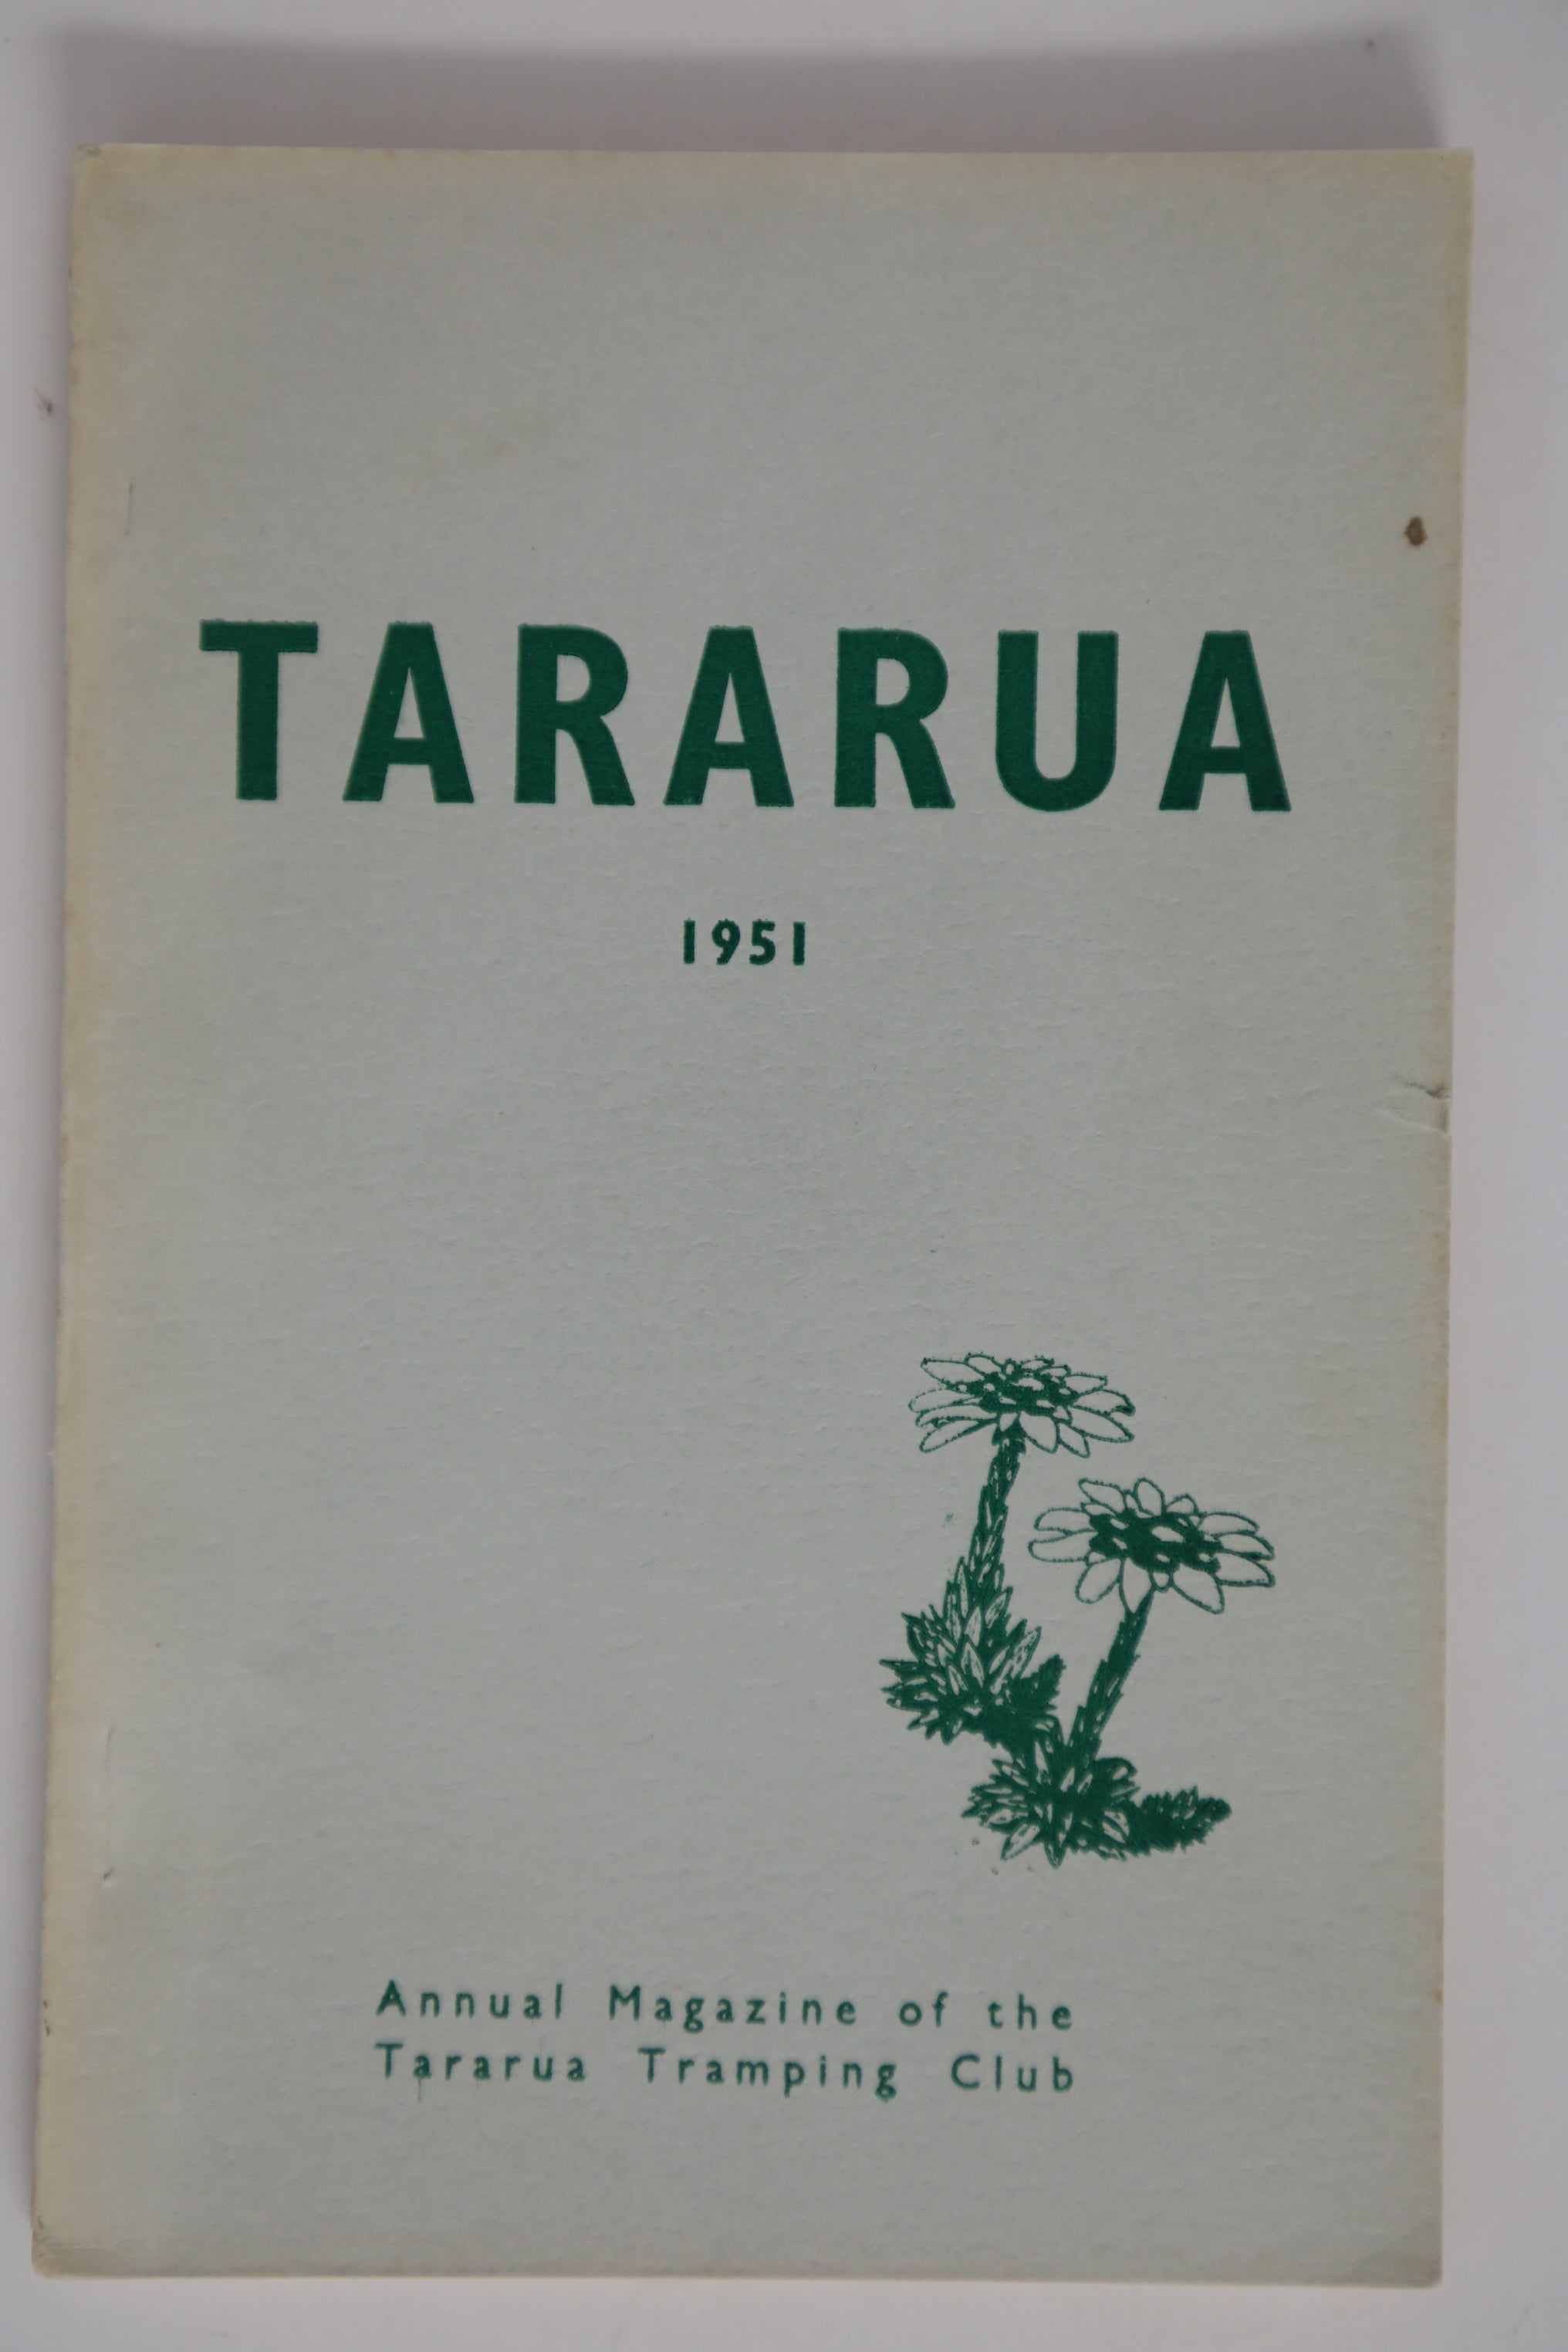 TARARUA
1951
Annual Magazine of the
Tararua Tramping Club